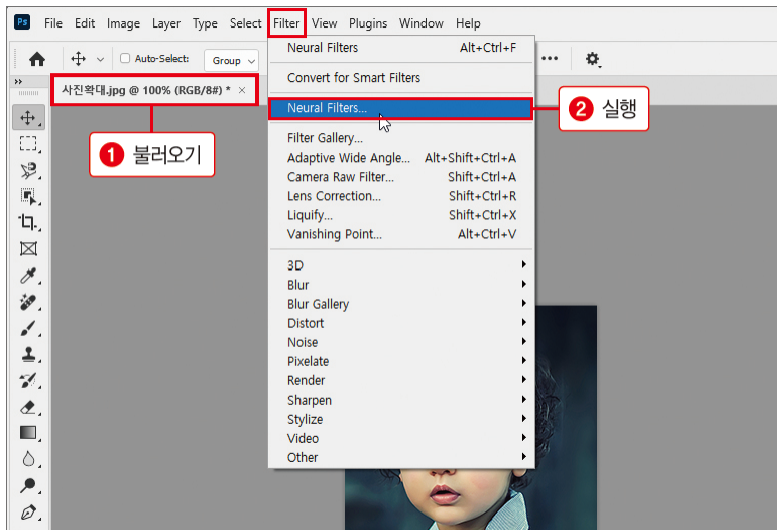 Ps File Edit Image Layer Type Select Filter View Plugins Window Help
Auto-Select: Group
사진확대.jpg @ 100% (RGB/8#) * ×
1 불러오기
Neural Filters Alt+Ctrl+F
Convert for Smart Filters
Neural Filters...
2 실행
Filter Gallery...
Adaptive Wide Angle... Alt+Shift+Ctrl+A
Camera Raw Filter... Shift+Ctrl+A
Lens Correction... Shift+Ctrl+R
Liquify... Shift+Ctrl+X
Vanishing Point... Alt+Ctrl+V
3D
Blur
Blur Gallery
Distort
Noise
Pixelate
Render
Sharpen
Stylize
Video
Other